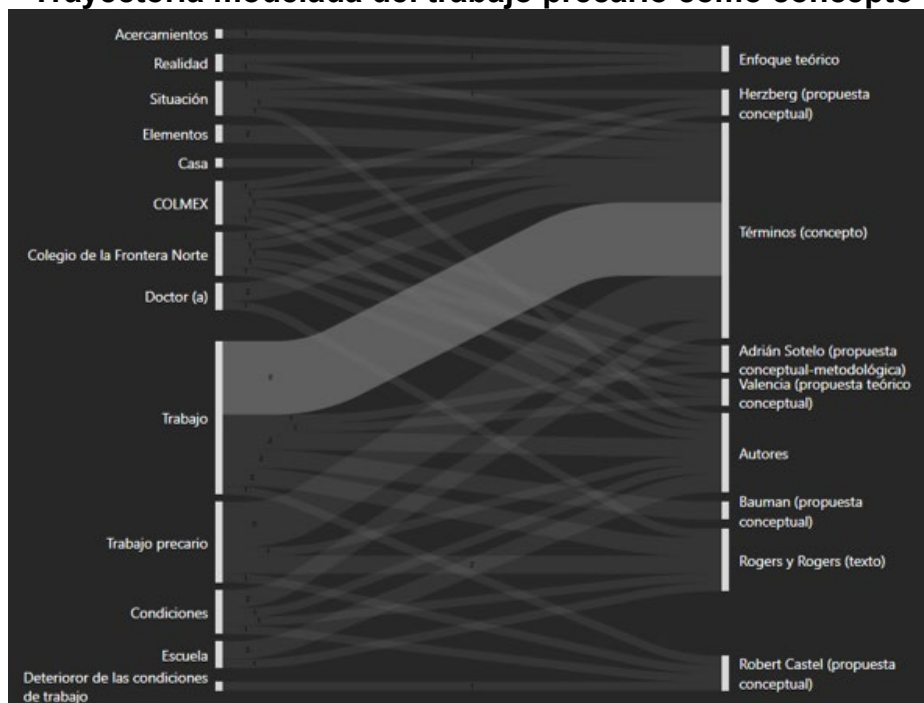 Trayectoria modelada del trabajo precario como concepto
Acercamientos
Realidad
Situación
Elementos
Casa
COLMEX
Colegio de la Frontera Norte
Doctor (a)
Trabajo
Trabajo precario
Condiciones
Escuela
Deterioror de las condiciones
de trabajo
Enfoque teórico
Herzberg (propuesta
conceptual)
Términos (concepto)
Adrián Sotelo (propuesta
conceptual-metodológica)
Valencia (propuesta teórico
conceptual)
Autores
Bauman (propuesta
conceptual)
Rogers y Rogers (texto)
Robert Castel (propuesta
conceptual)